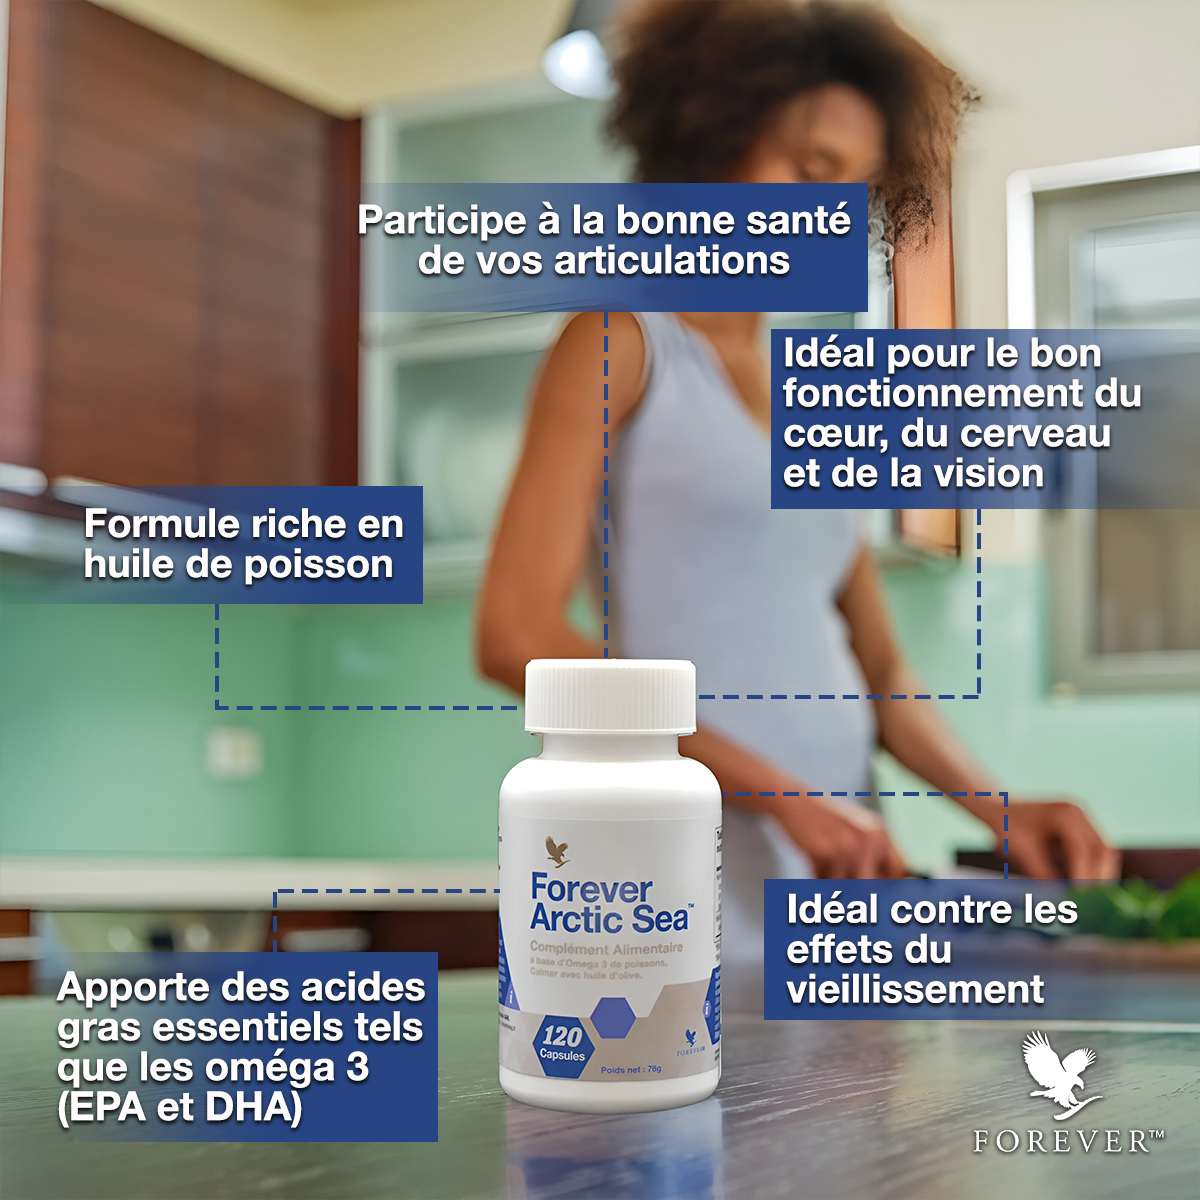 Participe à la bonne santé
de vos articulations
Idéal pour le bon
fonctionnement du
cœur, du cerveau
et de la vision
Formule riche en
huile de poisson
Apporte des acides
gras essentiels tels
que les oméga 3
(EPA et DHA)
Idéal contre les
effets du
vieillissement
Forever
Arctic Sea™
Complément Alimentaire
à base d'Omega 3 de poissons,
Calmar avec huile d'olive.
120
Capsules
Poids net : 78g
FOREVER
FOREVER™